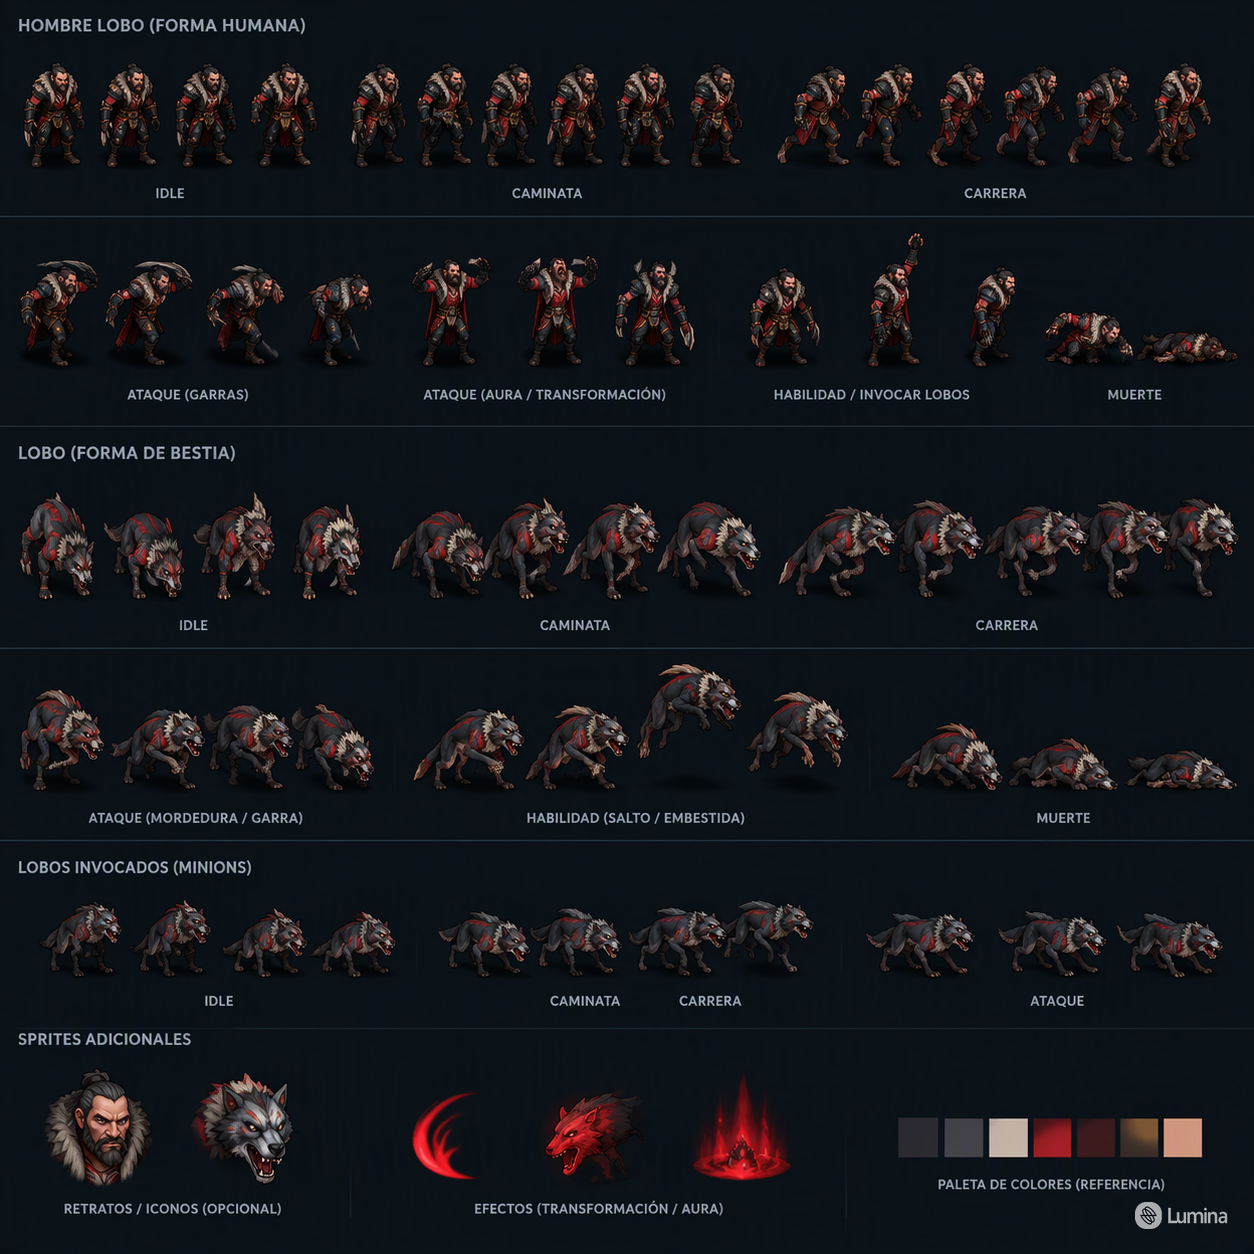 HOMBRE LOBO (FORMA HUMANA)
IDLE
CAMINATA
CARRERA
ATAQUE (GARRAS)
ATAQUE (AURA / TRANSFORMACIÓN)
HABILIDAD / INVOCAR LOBOS
MUERTE
LOBO (FORMA DE BESTIA)
IDLE
CAMINATA
CARRERA
ATAQUE (MORDEDURA / GARRA)
HABILIDAD (SALTO / EMBESTIDA)
MUERTE
LOBOS INVOCADOS (MINIONS)
IDLE
CAMINATA
CARRERA
ATAQUE
SPRITES ADICIONALES
RETRATOS / ICONOS (OPCIONAL)
EFECTOS (TRANSFORMACIÓN / AURA)
PALETA DE COLORES (REFERENCIA)
Lumina